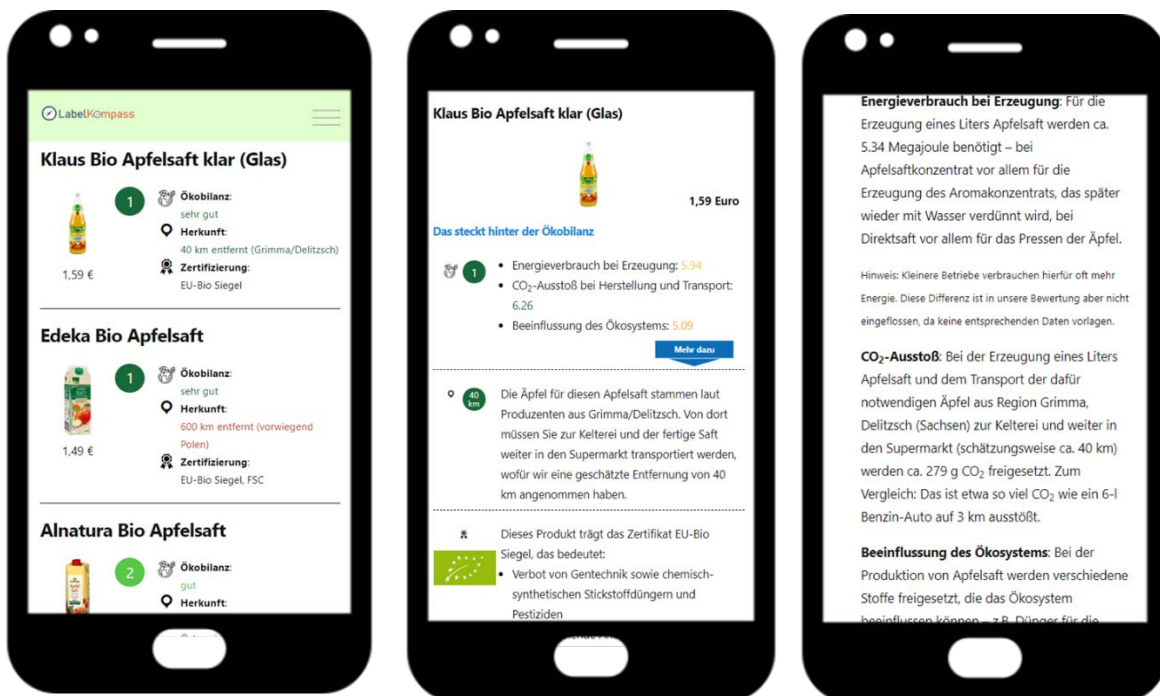 LabelKompass
Klaus Bio Apfelsaft klar (Glas)
1
Ökobilanz:
sehr gut
Herkunft:
40 km entfernt (Grimma/Delitzsch)
Zertifizierung:
EU-Bio Siegel
1,59 €
Edeka Bio Apfelsaft
1
Ökobilanz:
sehr gut
Herkunft:
600 km entfernt (vorwiegend
Polen)
Zertifizierung:
EU-Bio Siegel, FSC
1,49 €
Alnatura Bio Apfelsaft
2
Ökobilanz:
gut
Herkunft:
Klaus Bio Apfelsaft klar (Glas)
1,59 Euro
Das steckt hinter der Ökobilanz
1
• Energieverbrauch bei Erzeugung: 5.94
• CO₂-Ausstoß bei Herstellung und Transport:
6.26
• Beeinflussung des Ökosystems: 5.09
Mehr dazu
40
km
Die Äpfel für diesen Apfelsaft stammen laut
Produzenten aus Grimma/Delitzsch. Von dort
müssen Sie zur Kelterei und der fertige Saft
weiter in den Supermarkt transportiert werden,
wofür wir eine geschätzte Entfernung von 40
km angenommen haben.
Dieses Produkt trägt das Zertifikat EU-Bio
Siegel, das bedeutet:
• Verbot von Gentechnik sowie chemisch-
synthetischen Stickstoffdüngern und
Pestiziden
Energieverbrauch bei Erzeugung: Für die
Erzeugung eines Liters Apfelsaft werden ca.
5.34 Megajoule benötigt – bei
Apfelsaftkonzentrat vor allem für die
Erzeugung des Aromakonzentrats, das später
wieder mit Wasser verdünnt wird, bei
Direktsaft vor allem für das Pressen der Äpfel.
Hinweis: Kleinere Betriebe verbrauchen hierfür oft mehr
Energie. Diese Differenz ist in unsere Bewertung aber nicht
eingeflossen, da keine entsprechenden Daten vorlagen.
CO₂-Ausstoß: Bei der Erzeugung eines Liters
Apfelsaft und dem Transport der dafür
notwendigen Äpfel aus Region Grimma,
Delitzsch (Sachsen) zur Kelterei und weiter in
den Supermarkt (schätzungsweise ca. 40 km)
werden ca. 279 g CO₂ freigesetzt. Zum
Vergleich: Das ist etwa so viel CO₂ wie ein 6-l
Benzin-Auto auf 3 km ausstößt.
Beeinflussung des Ökosystems: Bei der
Produktion von Apfelsaft werden verschiedene
Stoffe freigesetzt, die das Ökosystem
beeinflussen können – z.B. Dünger für die